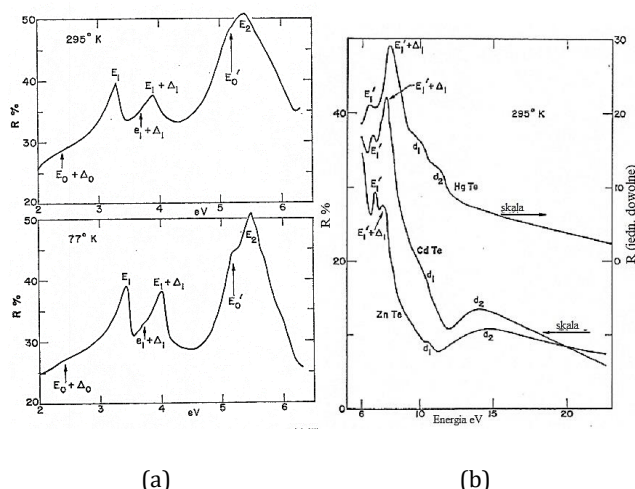 50
295° K
E₂
E₀′
40
E₁
E₁ + Δ₁
R %
e₁ + Δ₁
30
E₀ + Δ₀
20
2 3 4 5 6
eV
50
77° K
E₂
E₀′
40
E₁
E₁ + Δ₁
R %
e₁ + Δ₁
30
E₀ + Δ₀
20
2 3 4 5 6
eV
(a)
E₁′ + Δ₁
30
E₁′ + Δ₁
E₁′
295° K
40
d₁
20
E₁′
d₂
Hg Te
skala
E₁′
R %
Cd Te
10
R (jedn. dowolne)
E₁′ + Δ₁
d₁
20
0
Zn Te
d₂
skala
d₁
d₂
0
6 10 15 20
Energia eV
(b)